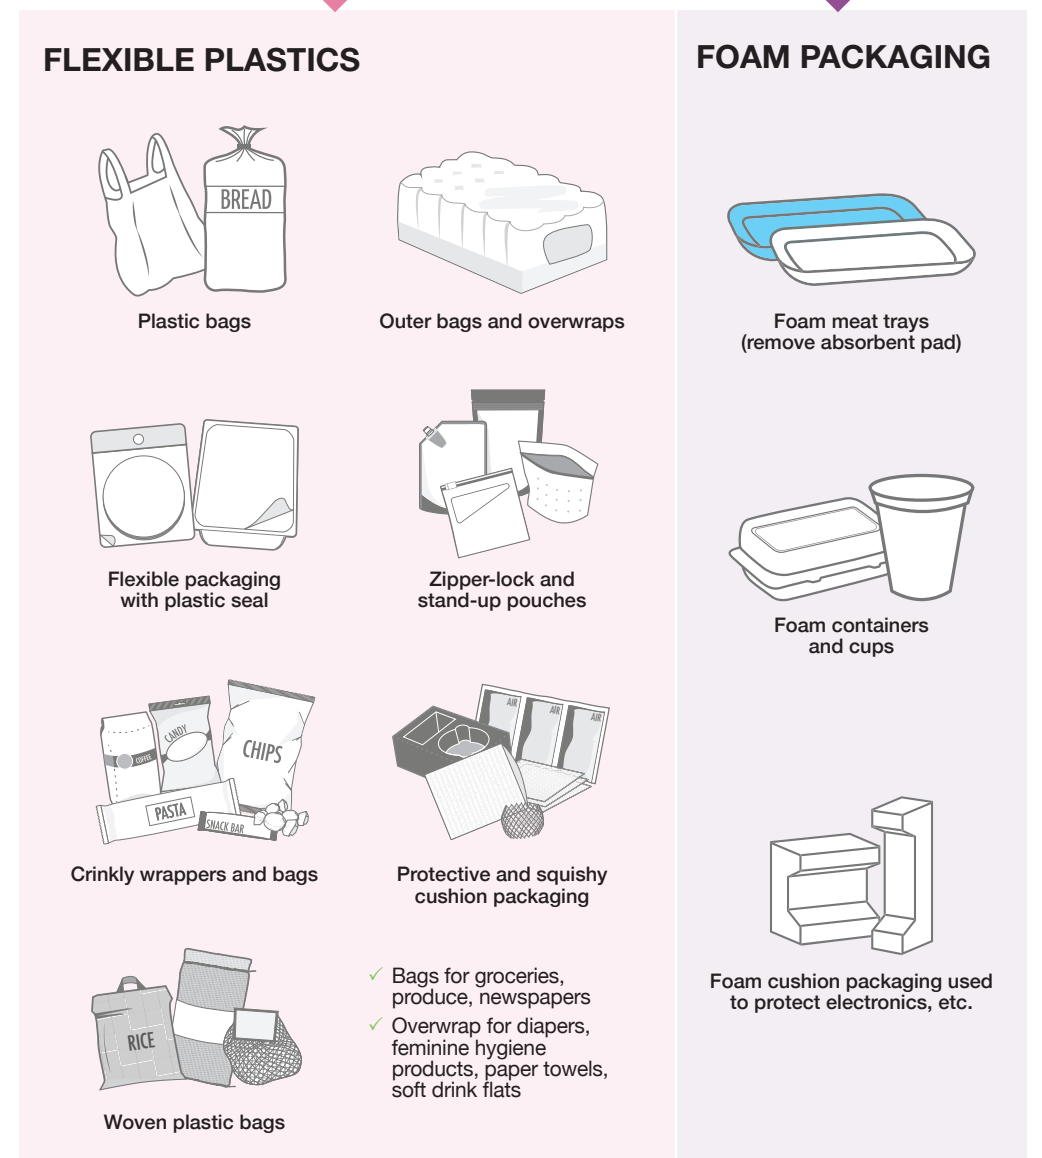 FLEXIBLE PLASTICS
BREAD
Plastic bags
Outer bags and overwraps
Flexible packaging
with plastic seal
Zipper-lock and
stand-up pouches
COFFEE
CANDY
CHIPS
PASTA
SNACK BAR
Crinkly wrappers and bags
AIR
AIR
AIR
Protective and squishy
cushion packaging
RICE
Woven plastic bags
✓ Bags for groceries,
produce, newspapers
✓ Overwrap for diapers,
feminine hygiene
products, paper towels,
soft drink flats
FOAM PACKAGING
Foam meat trays
(remove absorbent pad)
Foam containers
and cups
Foam cushion packaging used
to protect electronics, etc.